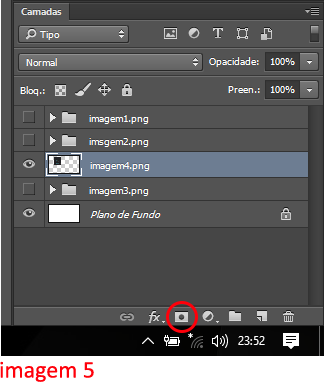 Camadas
Tipo
Normal Opacidade: 100%
Bloq.: Preen.: 100%
imagem1.png
imsgem2.png
imagem4.png
imagem3.png
Plano de Fundo
fx
23:52
imagem 5